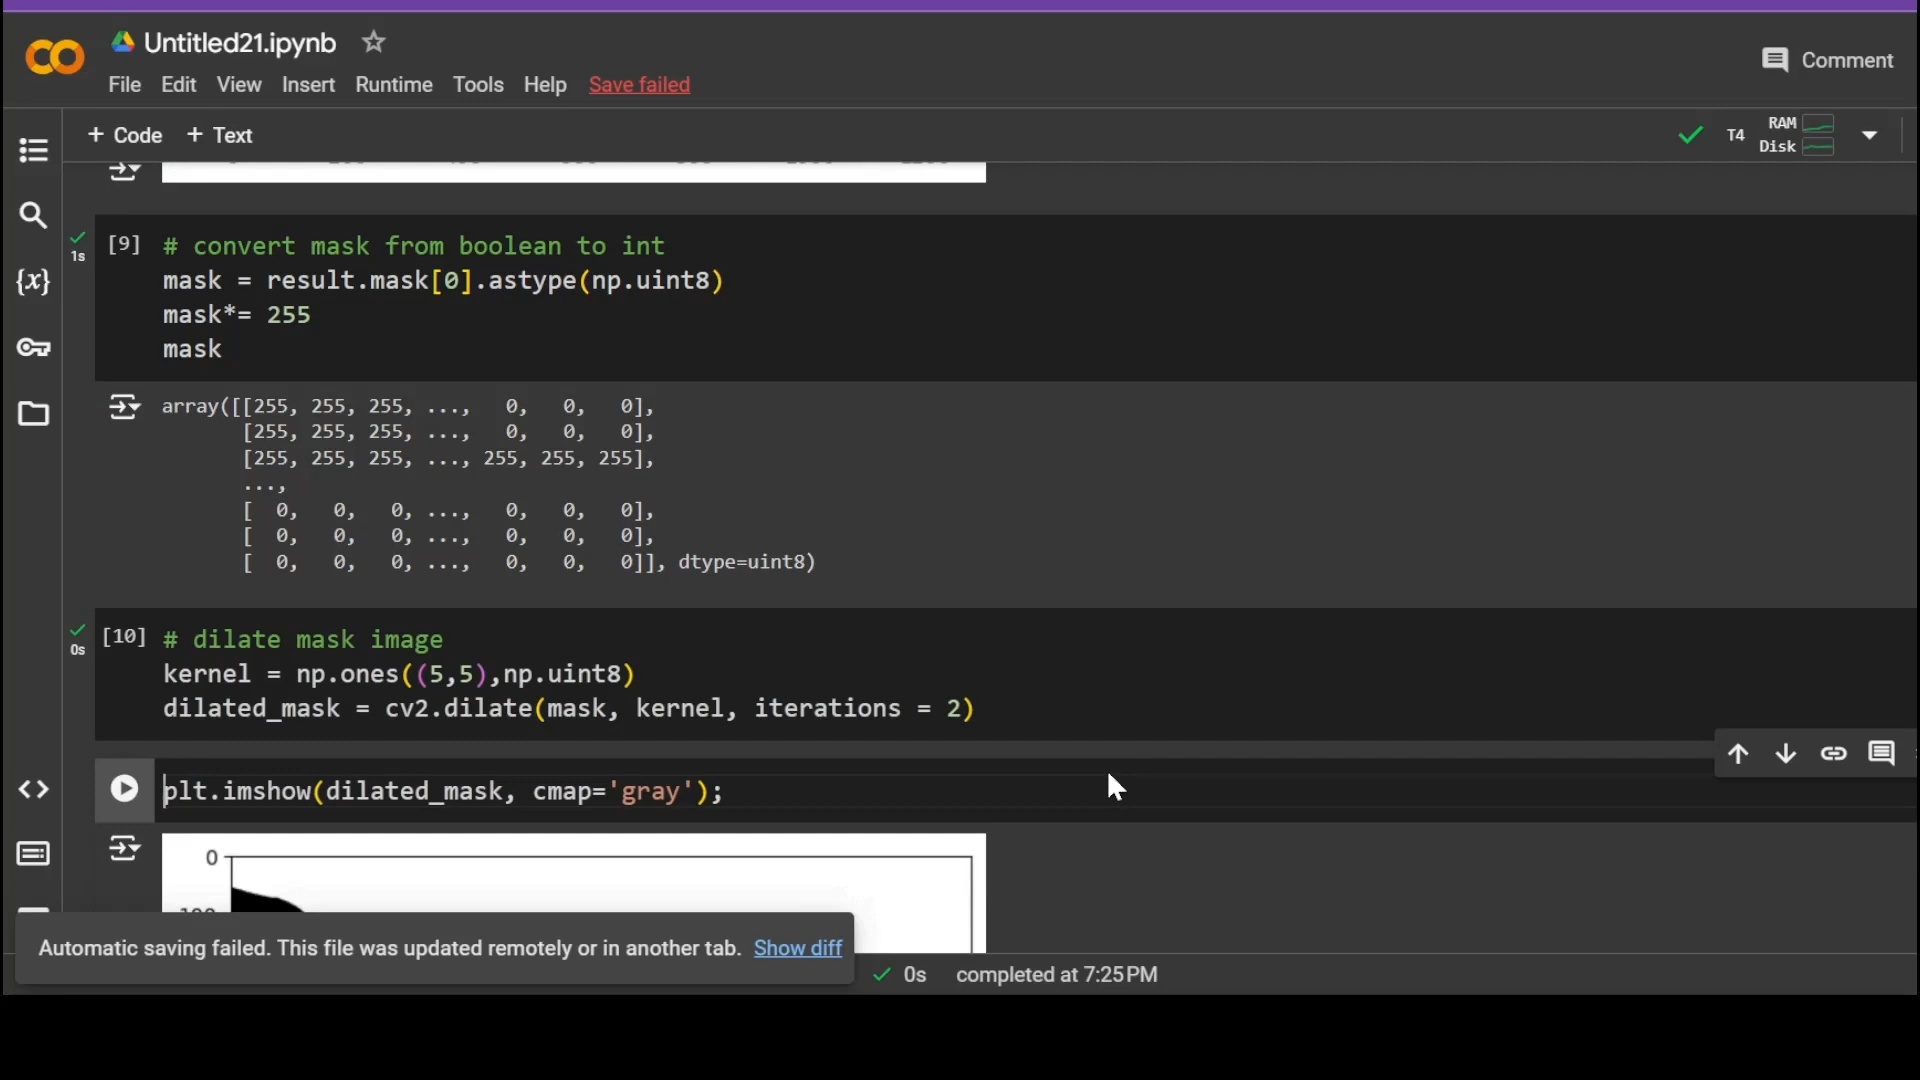 Untitled21.ipynb
File Edit View Insert Runtime Tools Help Save failed
Comment
+ Code + Text
T4 RAM
Disk
{x}
1s
[9] # convert mask from boolean to int
mask = result.mask[0].astype(np.uint8)
mask*= 255
mask
array([[255, 255, 255, ..., 0, 0, 0],
[255, 255, 255, ..., 0, 0, 0],
[255, 255, 255, ..., 255, 255, 255],
...,
[ 0, 0, 0, ..., 0, 0, 0],
[ 0, 0, 0, ..., 0, 0, 0],
[ 0, 0, 0, ..., 0, 0, 0]], dtype=uint8)
0s
[10] # dilate mask image
kernel = np.ones((5,5),np.uint8)
dilated_mask = cv2.dilate(mask, kernel, iterations = 2)
plt.imshow(dilated_mask, cmap='gray');
0
Automatic saving failed. This file was updated remotely or in another tab. Show diff
0s completed at 7:25 PM